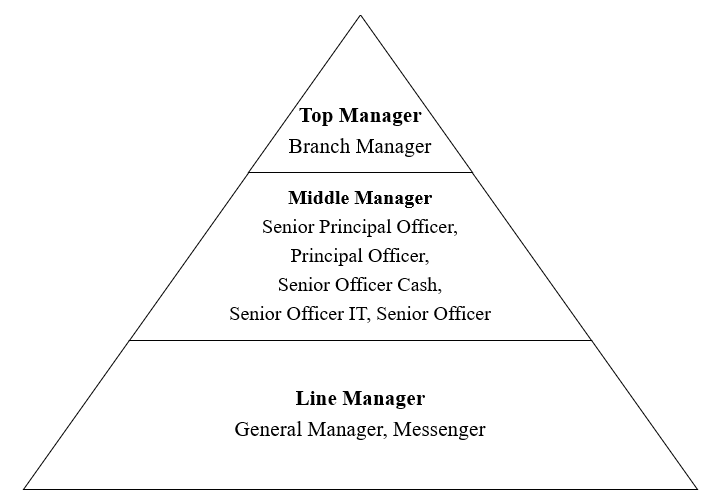 Top Manager
Branch Manager
Middle Manager
Senior Principal Officer,
Principal Officer,
Senior Officer Cash,
Senior Officer IT, Senior Officer
Line Manager
General Manager, Messenger